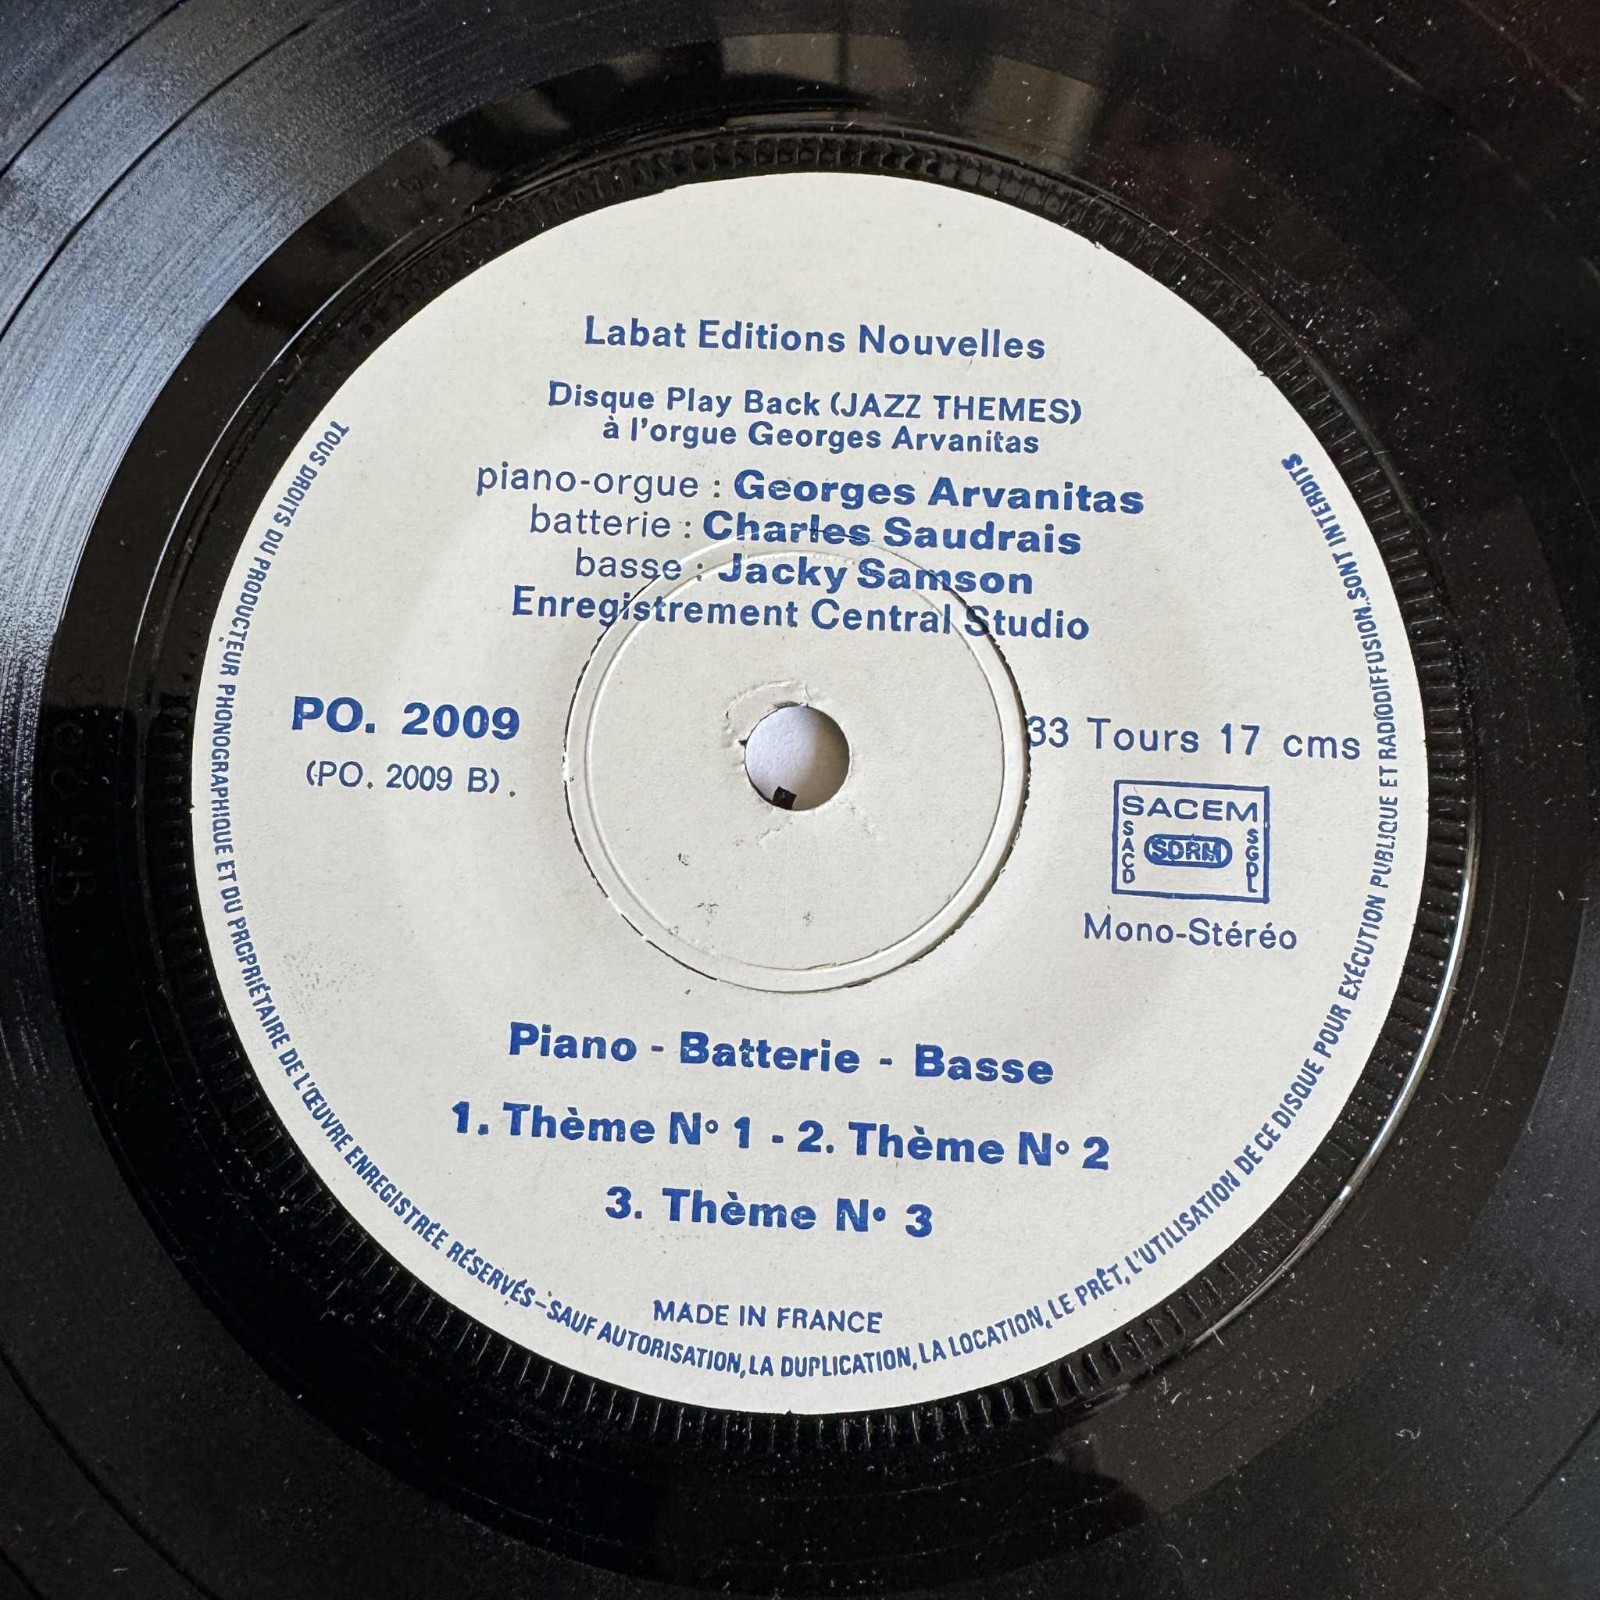 Labat Editions Nouvelles
Disque Play Back (JAZZ THEMES)
à l'orgue Georges Arvanitas
piano-orgue : Georges Arvanitas
batterie : Charles Saudrais
basse : Jacky Samson
Enregistrement Central Studio
PO. 2009
(PO. 2009 B).
33 Tours 17 cms
SACEM
SACD
SDRM
SGDL
Mono-Stéréo
Piano - Batterie - Basse
1. Thème N° 1 - 2. Thème N° 2
3. Thème N° 3
MADE IN FRANCE
TOUS DROITS DU PRODUCTEUR PHONOGRAPHIQUE ET DU PROPRIÉTAIRE DE L'ŒUVRE ENREGISTRÉE RÉSERVÉS-SAUF AUTORISATION, LA DUPLICATION, LA LOCATION, LE PRÊT, L'UTILISATION DE CE DISQUE POUR EXÉCUTION PUBLIQUE ET RADIODIFFUSION SONT INTERDITS